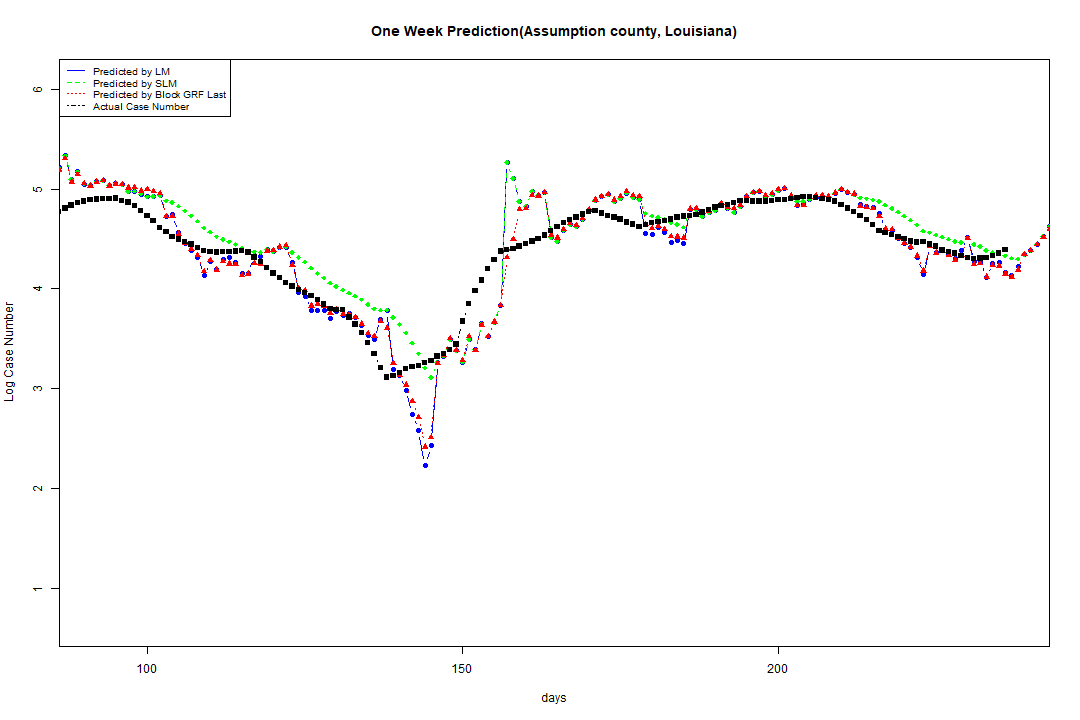 One Week Prediction(Assumption county, Louisiana)
Predicted by LM
Predicted by SLM
Predicted by Block GRF Last
Actual Case Number
6
5
4
3
2
1
Log Case Number
100 150 200
days